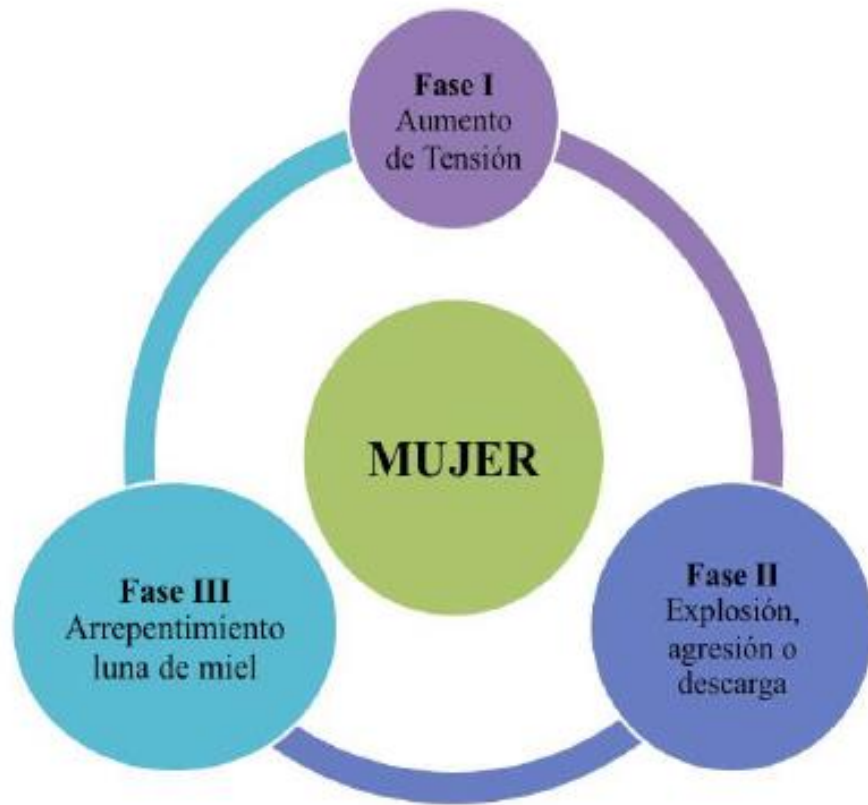 Fase I
Aumento
de Tensión
MUJER
Fase II
Explosión,
agresión o
descarga
Fase III
Arrepentimiento
luna de miel